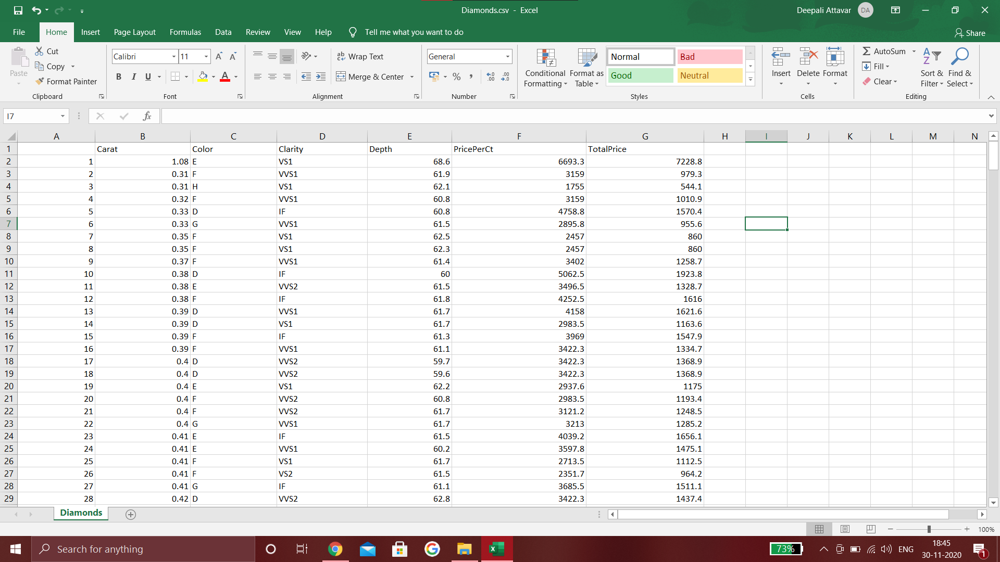 Diamonds.csv - Excel
Deepali Attavar DA
File Home Insert Page Layout Formulas Data Review View Help Tell me what you want to do Share
Paste Cut Copy Format Painter Clipboard
Calibri 11 A A B I U A Font
ab Wrap Text Merge & Center Alignment
General % , .0 .00 .00 .0 Number
Conditional Formatting Format as Table Normal Bad Good Neutral Styles
Insert Delete Format Cells
AutoSum Fill Clear Sort & Filter Find & Select Editing
I7 fx
A B C D E F G H I J K L M N
1 Carat Color Clarity Depth PricePerCt TotalPrice
2 1 1.08 E VS1 68.6 6693.3 7228.8
3 2 0.31 F VVS1 61.9 3159 979.3
4 3 0.31 H VS1 62.1 1755 544.1
5 4 0.32 F VVS1 60.8 3159 1010.9
6 5 0.33 D IF 60.8 4758.8 1570.4
7 6 0.33 G VVS1 61.5 2895.8 955.6
8 7 0.35 F VS1 62.5 2457 860
9 8 0.35 F VS1 62.3 2457 860
10 9 0.37 F VVS1 61.4 3402 1258.7
11 10 0.38 D IF 60 5062.5 1923.8
12 11 0.38 E VVS2 61.5 3496.5 1328.7
13 12 0.38 F IF 61.8 4252.5 1616
14 13 0.39 D VVS1 61.7 4158 1621.6
15 14 0.39 D VS1 61.7 2983.5 1163.6
16 15 0.39 F IF 61.3 3969 1547.9
17 16 0.39 F VVS1 61.1 3422.3 1334.7
18 17 0.4 D VVS2 59.7 3422.3 1368.9
19 18 0.4 D VVS2 59.6 3422.3 1368.9
20 19 0.4 E VS1 62.2 2937.6 1175
21 20 0.4 F VVS2 60.8 2983.5 1193.4
22 21 0.4 F VVS2 61.7 3121.2 1248.5
23 22 0.4 G VVS1 61.7 3213 1285.2
24 23 0.41 E IF 61.5 4039.2 1656.1
25 24 0.41 E VVS1 60.2 3597.8 1475.1
26 25 0.41 F VS1 61.7 2713.5 1112.5
27 26 0.41 F VS2 61.5 2351.7 964.2
28 27 0.41 G IF 61.1 3685.5 1511.1
29 28 0.42 D VVS2 62.8 3422.3 1437.4
Diamonds
100%
Search for anything 73% ENG 18:45
30-11-2020 1